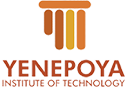 YENEPOYA
INSTITUTE OF TECHNOLOGY